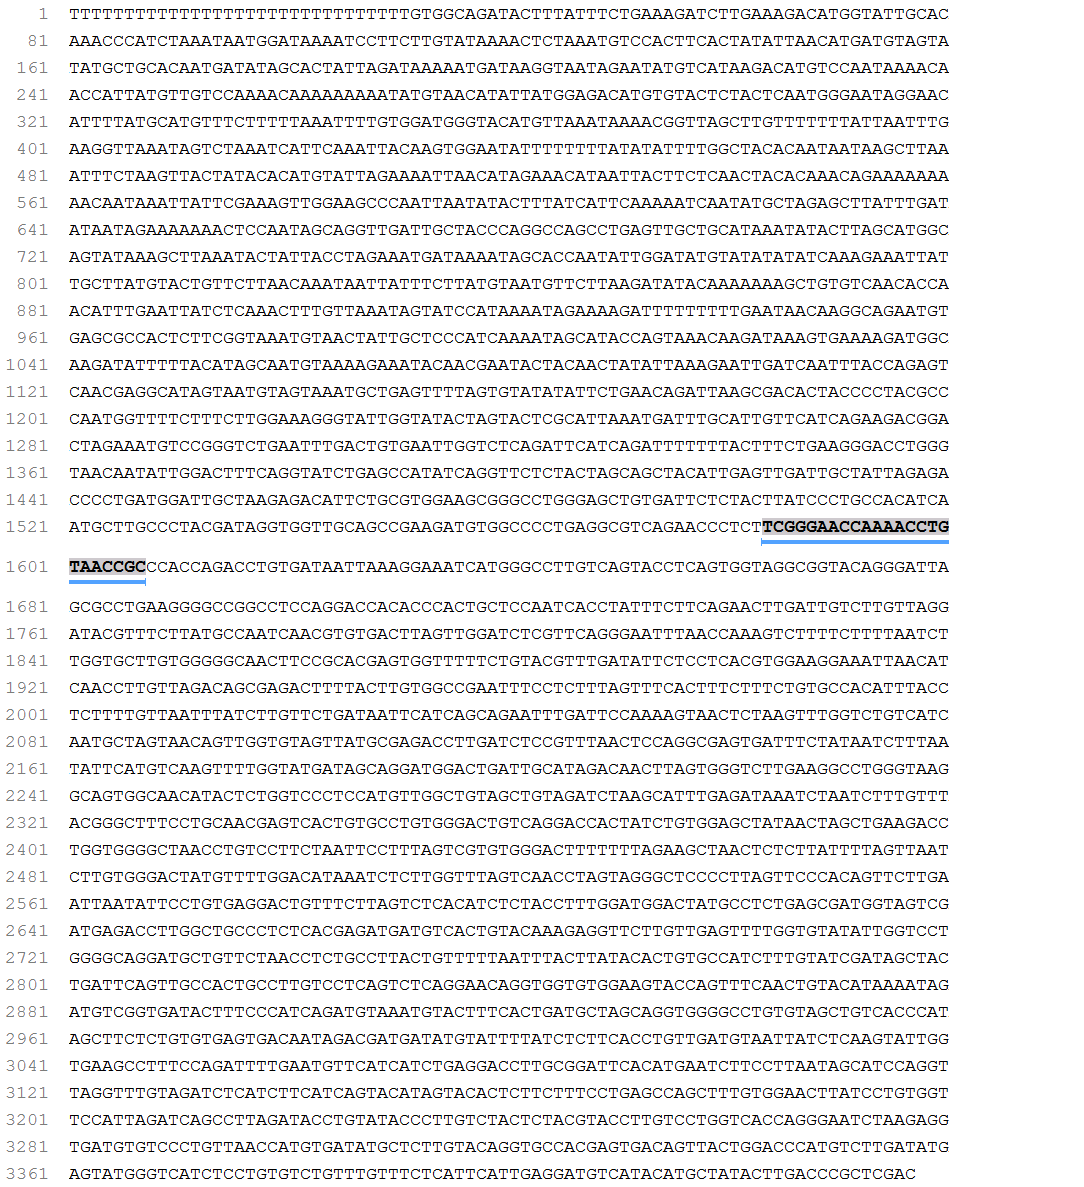 1 TTTTTTTTTTTTTTTTTTTTTTTTTTTTTTTGTGGCAGATACTTTATTTCTGAAAGATCTTGAAAGACATGGTATTGCAC
81 AAACCCATCTAAATAATGGATAAAATCCTTCTTGTATAAAACTCTAAATGTCCACTTCACTATATTAACATGATGTAGTA
161 TATGCTGCACAATGATATAGCACTATTAGATAAAAATGATAAGGTAATAGAATATGTCATAAGACATGTCCAATAAAACA
241 ACCATTATGTTGTCCAAAACAAAAAAAAATATGTAACATATTATGGAGACATGTGTACTCTACTCAATGGGAATAGGAAC
321 ATTTTATGCATGTTTCTTTTTAAATTTTGTGGATGGGTACATGTTAAATAAAACGGTTAGCTTGTTTTTTTATTAATTTG
401 AAGGTTAAATAGTCTAAATCATTCAAATTACAAGTGGAATATTTTTTTTATATATTTTGGCTACACAATAATAAGCTTAA
481 ATTTCTAAGTTACTATACACATGTATTAGAAAATTAACATAGAAACATAATTACTTCTCAACTACACAAACAGAAAAAAA
561 AACAATAAATTATTCGAAAGTTGGAAGCCCAATTAATATACTTTATCATTCAAAAATCAATATGCTAGAGCTTATTTGAT
641 ATAATAGAAAAAAACTCCAATAGCAGGTTGATTGCTACCCAGGCCAGCCTGAGTTGCTGCATAAATATACTTAGCATGGC
721 AGTATAAAGCTTAAATACTATTACCTAGAAATGATAAAATAGCACCAATATTGGATATGTATATATATCAAAGAAATTAT
801 TGCTTATGTACTGTTCTTAACAAATAATTATTTCTTATGTAATGTTCTTAAGATATACAAAAAAAGCTGTGTCAACACCA
881 ACATTTGAATTATCTCAAACTTTGTTAAATAGTATCCATAAAATAGAAAAGATTTTTTTTTGAATAACAAGGCAGAATGT
961 GAGCGCCACTCTTCGGTAAATGTAACTATTGCTCCCATCAAAATAGCATACCAGTAAACAAGATAAAGTGAAAAGATGGC
1041 AAGATATTTTTACATAGCAATGTAAAAGAAATACAACGAATACTACAACTATATTAAAGAATTGATCAATTTACCAGAGT
1121 CAACGAGGCATAGTAATGTAGTAAATGCTGAGTTTTAGTGTATATATTCTGAACAGATTAAGCGACACTACCCCTACGCC
1201 CAATGGTTTTCTTTCTTGGAAAGGGTATTGGTATACTAGTACTCGCATTAAATGATTTGCATTGTTCATCAGAAGACGGA
1281 CTAGAAATGTCCGGGTCTGAATTTGACTGTGAATTGGTCTCAGATTCATCAGATTTTTTTACTTTCTGAAGGGACCTGGG
1361 TAACAATATTGGACTTTCAGGTATCTGAGCCATATCAGGTTCTCTACTAGCAGCTACATTGAGTTGATTGCTATTAGAGA
1441 CCCCTGATGGATTGCTAAGAGACATTCTGCGTGGAAGCGGGCCTGGGAGCTGTGATTCTCTACTTATCCCTGCCACATCA
1521 ATGCTTGCCCTACGATAGGTGGTTGCAGCCGAAGATGTGGCCCCTGAGGCGTCAGAACCCTCTTCGGGAACCAAAACCTG
1601 TAACCGCCCACCAGACCTGTGATAATTAAAGGAAATCATGGGCCTTGTCAGTACCTCAGTGGTAGGCGGTACAGGGATTA
1681 GCGCCTGAAGGGGCCGGCCTCCAGGACCACACCCACTGCTCCAATCACCTATTTCTTCAGAACTTGATTGTCTTGTTAGG
1761 ATACGTTTCTTATGCCAATCAACGTGTGACTTAGTTGGATCTCGTTCAGGGAATTTAACCAAAGTCTTTTCTTTTAATCT
1841 TGGTGCTTGTGGGGGCAACTTCCGCACGAGTGGTTTTTCTGTACGTTTGATATTCTCCTCACGTGGAAGGAAATTAACAT
1921 CAACCTTGTTAGACAGCGAGACTTTTACTTGTGGCCGAATTTCCTCTTTAGTTTCACTTTCTTTCTGTGCCACATTTACC
2001 TCTTTTGTTAATTTATCTTGTTCTGATAATTCATCAGCAGAATTTGATTCCAAAAGTAACTCTAAGTTTGGTCTGTCATC
2081 AATGCTAGTAACAGTTGGTGTAGTTATGCGAGACCTTGATCTCCGTTTAACTCCAGGCGAGTGATTTCTATAATCTTTAA
2161 TATTCATGTCAAGTTTTGGTATGATAGCAGGATGGACTGATTGCATAGACAACTTAGTGGGTCTTGAAGGCCTGGGTAAG
2241 GCAGTGGCAACATACTCTGGTCCCTCCATGTTGGCTGTAGCTGTAGATCTAAGCATTTGAGATAAATCTAATCTTTGTTT
2321 ACGGGCTTTCCTGCAACGAGTCACTGTGCCTGTGGGACTGTCAGGACCACTATCTGTGGAGCTATAACTAGCTGAAGACC
2401 TGGTGGGGCTAACCTGTCCTTCTAATTCCTTTAGTCGTGTGGGACTTTTTTTAGAAGCTAACTCTCTTATTTTAGTTAAT
2481 CTTGTGGGACTATGTTTTGGACATAAATCTCTTGGTTTAGTCAACCTAGTAGGGCTCCCCTTAGTTCCCACAGTTCTTGA
2561 ATTAATATTCCTGTGAGGACTGTTTCTTAGTCTCACATCTCTACCTTTGGATGGACTATGCCTCTGAGCGATGGTAGTCG
2641 ATGAGACCTTGGCTGCCCTCTCACGAGATGATGTCACTGTACAAAGAGGTTCTTGTTGAGTTTTGGTGTATATTGGTCCT
2721 GGGGCAGGATGCTGTTCTAACCTCTGCCTTACTGTTTTTAATTTACTTATACACTGTGCCATCTTTGTATCGATAGCTAC
2801 TGATTCAGTTGCCACTGCCTTGTCCTCAGTCTCAGGAACAGGTGGTGTGGAAGTACCAGTTTCAACTGTACATAAAATAG
2881 ATGTCGGTGATACTTTCCCATCAGATGTAAATGTACTTTCACTGATGCTAGCAGGTGGGGCCTGTGTAGCTGTCACCCAT
2961 AGCTTCTCTGTGTGAGTGACAATAGACGATGATATGTATTTTATCTCTTCACCTGTTGATGTAATTATCTCAAGTATTGG
3041 TGAAGCCTTTCCAGATTTTGAATGTTCATCATCTGAGGACCTTGCGGATTCACATGAATCTTCCTTAATAGCATCCAGGT
3121 TAGGTTTGTAGATCTCATCTTCATCAGTACATAGTACACTCTTCTTTCCTGAGCCAGCTTTGTGGAACTTATCCTGTGGT
3201 TCCATTAGATCAGCCTTAGATACCTGTATACCCTTGTCTACTCTACGTACCTTGTCCTGGTCACCAGGGAATCTAAGAGG
3281 TGATGTGTCCCTGTTAACCATGTGATATGCTCTTGTACAGGTGCCACGAGTGACAGTTACTGGACCCATGTCTTGATATG
3361 AGTATGGGTCATCTCCTGTGTCTGTTTGTTTCTCATTCATTGAGGATGTCATACATGCTATACTTGACCCGCTCGAC